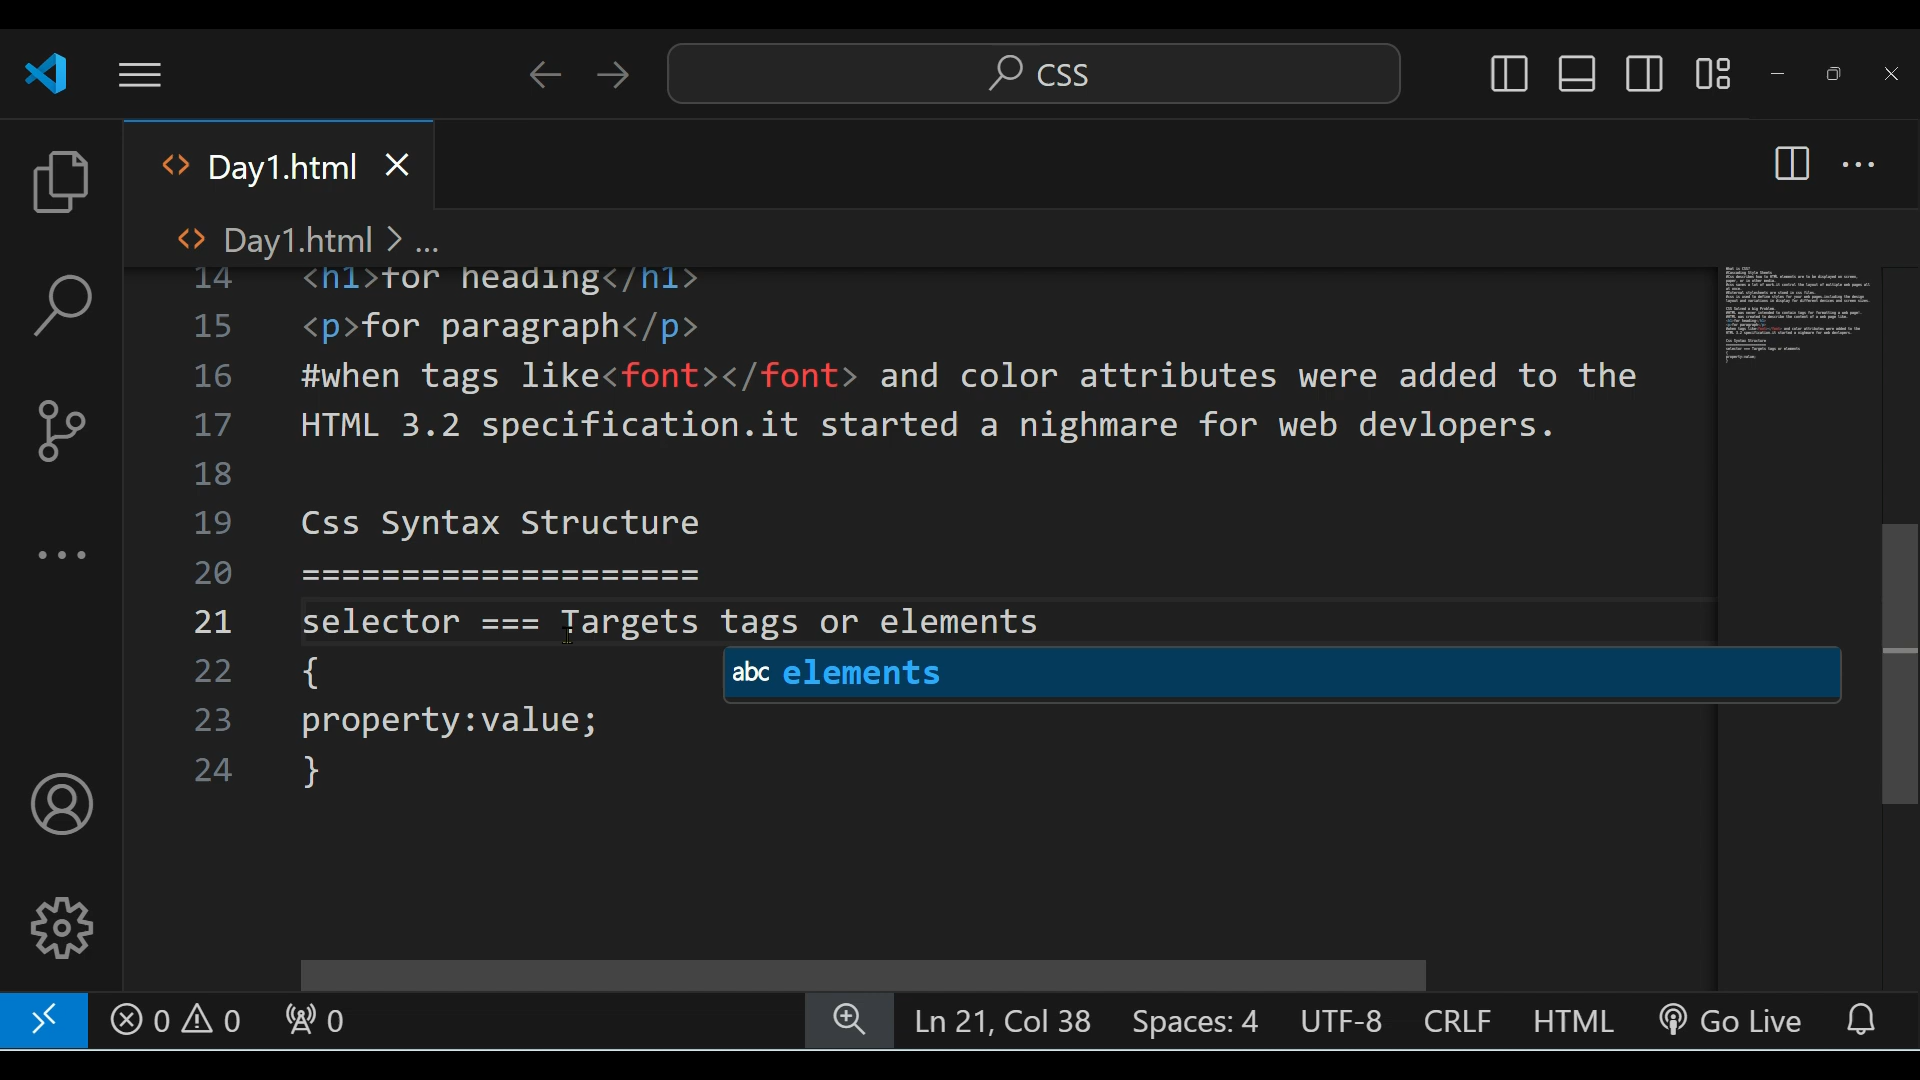 CSS
Day1.html
Day1.html > ...
14 <h1>for heading</h1>
15 <p>for paragraph</p>
16 #when tags like<font></font> and color attributes were added to the
17 HTML 3.2 specification.it started a nighmare for web devlopers.
18
19 Css Syntax Structure
20 ====================
21 selector === Targets tags or elements
22 {
abc elements
23 property:value;
24 }
0 0 0 Ln 21, Col 38 Spaces: 4 UTF-8 CRLF HTML Go Live